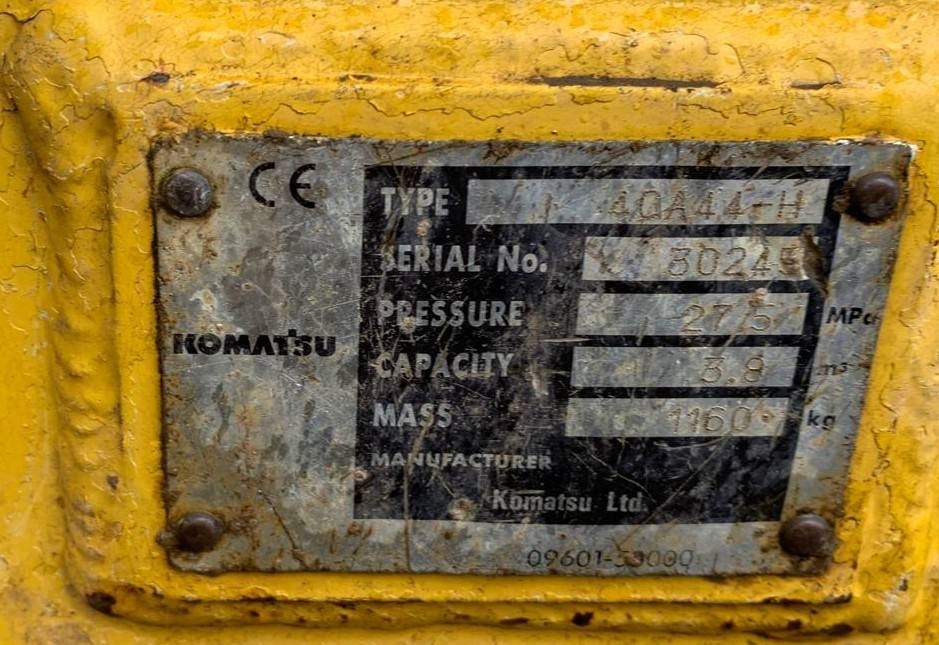 CE
TYPE 4QA44-H
SERIAL No.
PRESSURE 27.5 MPa
CAPACITY 3.8 m³
KOMATSU
MASS 1160 kg
MANUFACTURER
Komatsu Ltd.